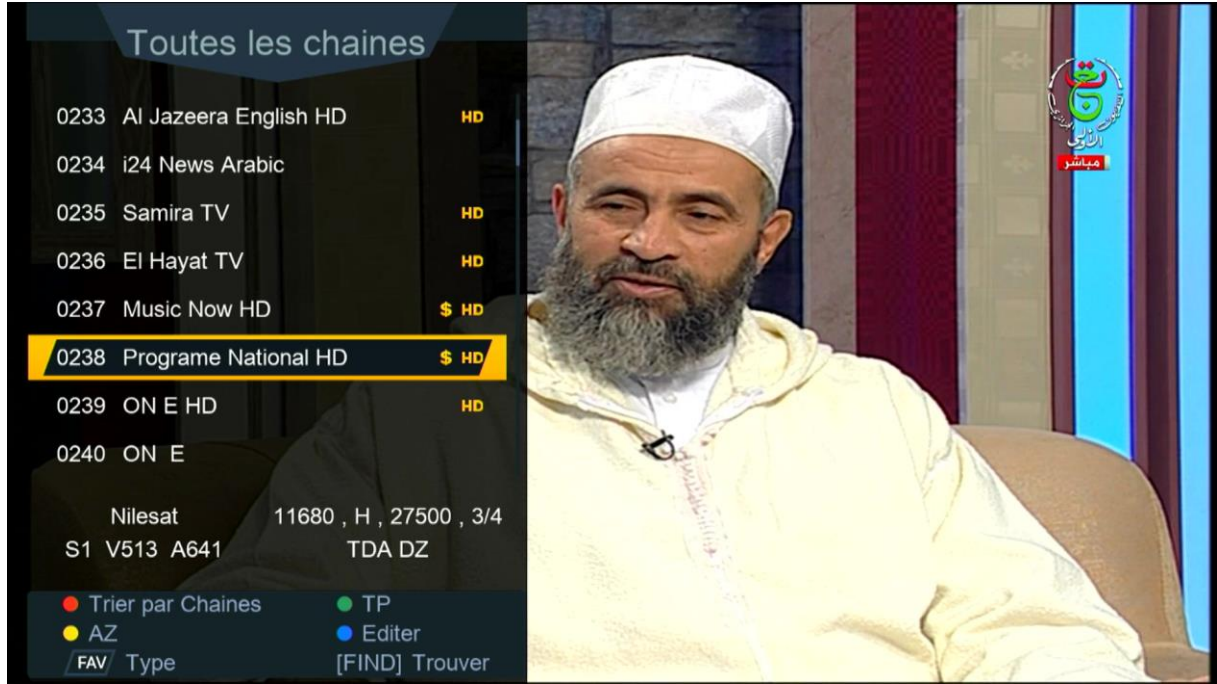 Toutes les chaines
0233 Al Jazeera English HD HD
0234 i24 News Arabic
0235 Samira TV HD
0236 El Hayat TV HD
0237 Music Now HD $ HD
0238 Programe National HD $ HD
0239 ON E HD HD
0240 ON E
Nilesat 11680 , H , 27500 , 3/4
S1 V513 A641 TDA DZ
Trier par Chaines TP
AZ Editer
FAV Type [FIND] Trouver
الأولى
مباشر